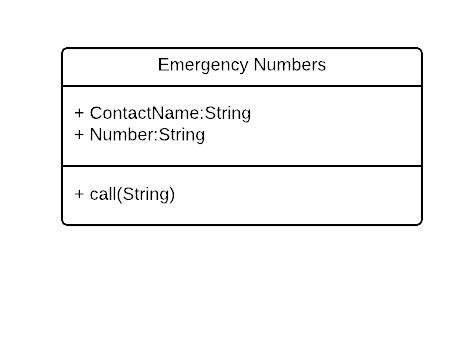 Emergency Numbers
+ ContactName:String
+ Number:String
+ call(String)